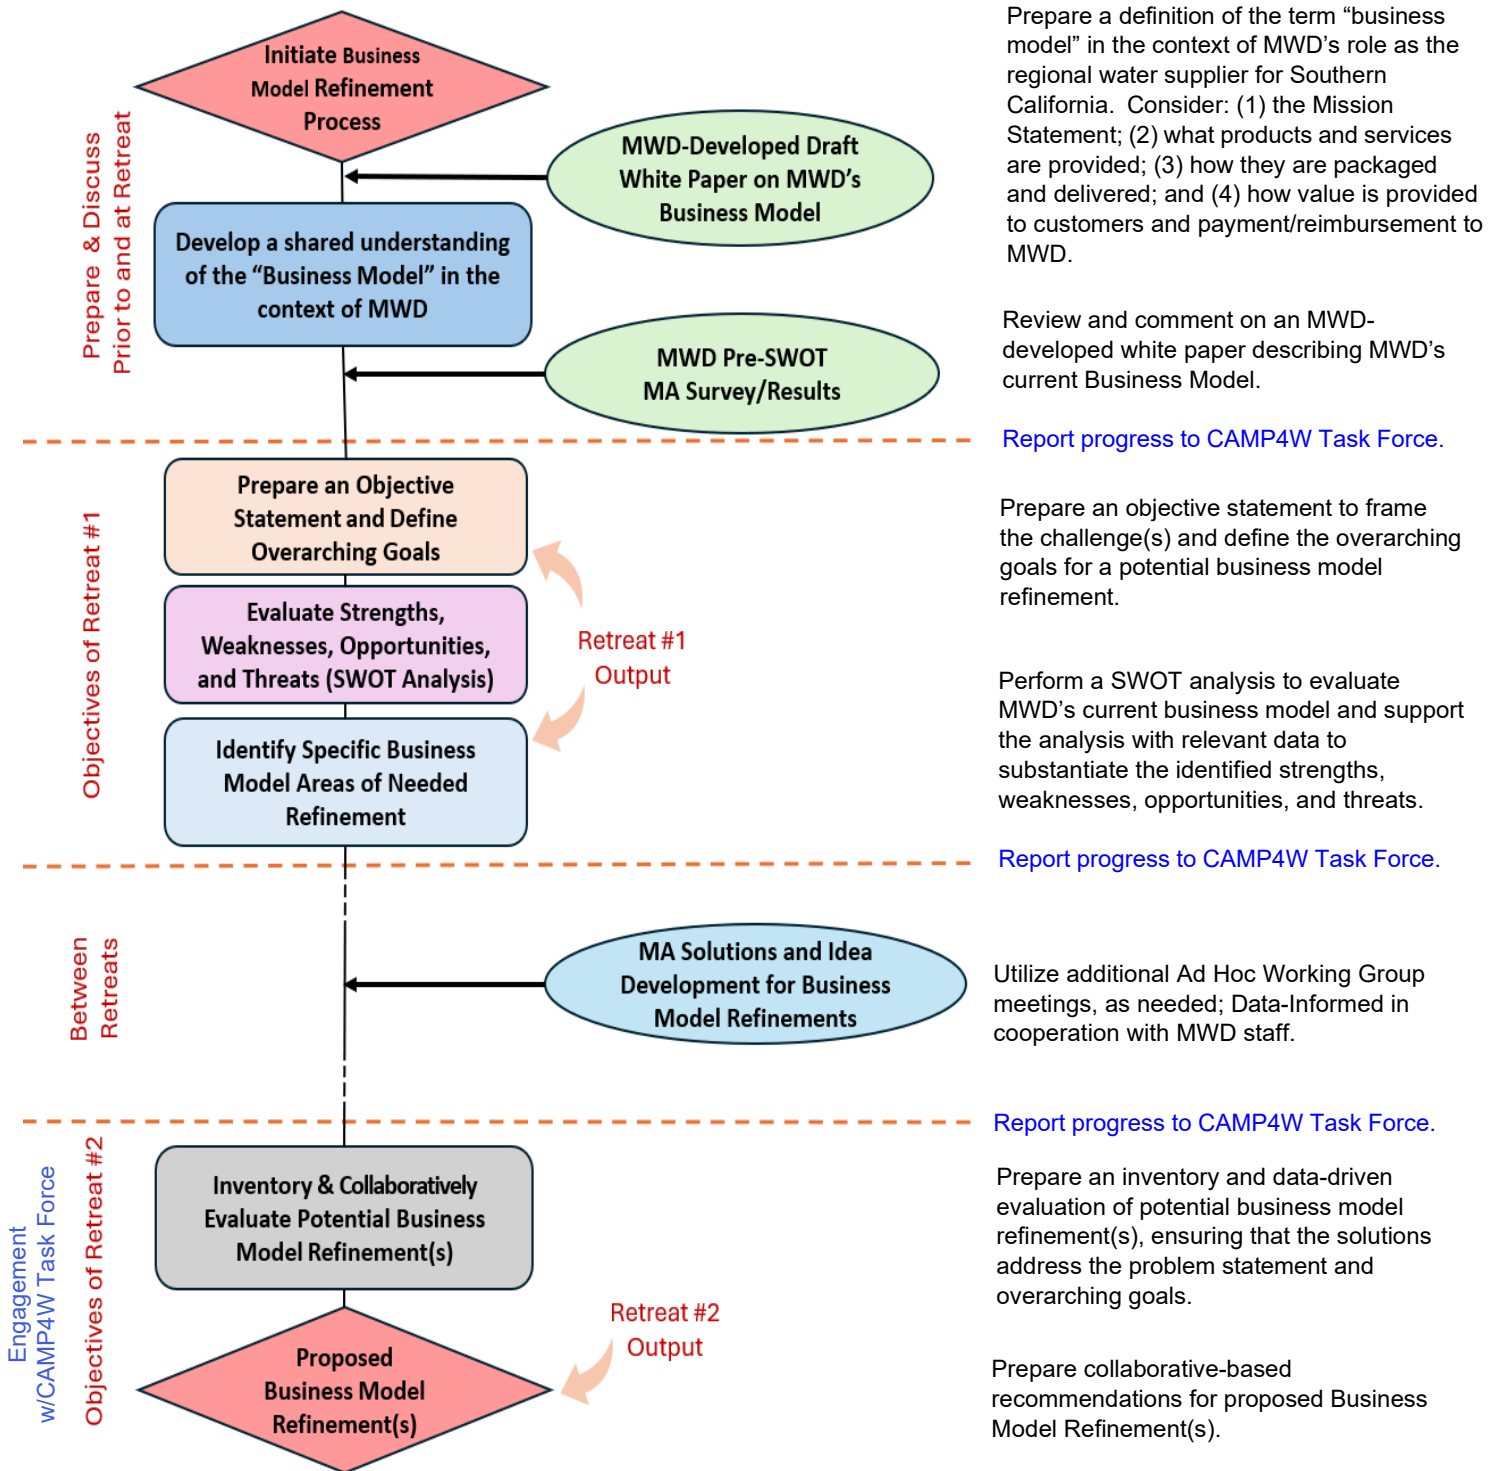 Initiate Business
Model Refinement
Process
Prepare & Discuss
Prior to and at Retreat
MWD-Developed Draft
White Paper on MWD's
Business Model
Develop a shared understanding
of the “Business Model” in the
context of MWD
MWD Pre-SWOT
MA Survey/Results
Prepare a definition of the term “business
model” in the context of MWD’s role as the
regional water supplier for Southern
California. Consider: (1) the Mission
Statement; (2) what products and services
are provided; (3) how they are packaged
and delivered; and (4) how value is provided
to customers and payment/reimbursement to
MWD.
Review and comment on an MWD-
developed white paper describing MWD’s
current Business Model.
Report progress to CAMP4W Task Force.
Objectives of Retreat #1
Prepare an Objective
Statement and Define
Overarching Goals
Evaluate Strengths,
Weaknesses, Opportunities,
and Threats (SWOT Analysis)
Identify Specific Business
Model Areas of Needed
Refinement
Retreat #1
Output
Prepare an objective statement to frame
the challenge(s) and define the overarching
goals for a potential business model
refinement.
Perform a SWOT analysis to evaluate
MWD’s current business model and support
the analysis with relevant data to
substantiate the identified strengths,
weaknesses, opportunities, and threats.
Report progress to CAMP4W Task Force.
Between
Retreats
MA Solutions and Idea
Development for Business
Model Refinements
Utilize additional Ad Hoc Working Group
meetings, as needed; Data-Informed in
cooperation with MWD staff.
Report progress to CAMP4W Task Force.
Engagement
w/CAMP4W Task Force
Objectives of Retreat #2
Inventory & Collaboratively
Evaluate Potential Business
Model Refinement(s)
Proposed
Business Model
Refinement(s)
Retreat #2
Output
Prepare an inventory and data-driven
evaluation of potential business model
refinement(s), ensuring that the solutions
address the problem statement and
overarching goals.
Prepare collaborative-based
recommendations for proposed Business
Model Refinement(s).